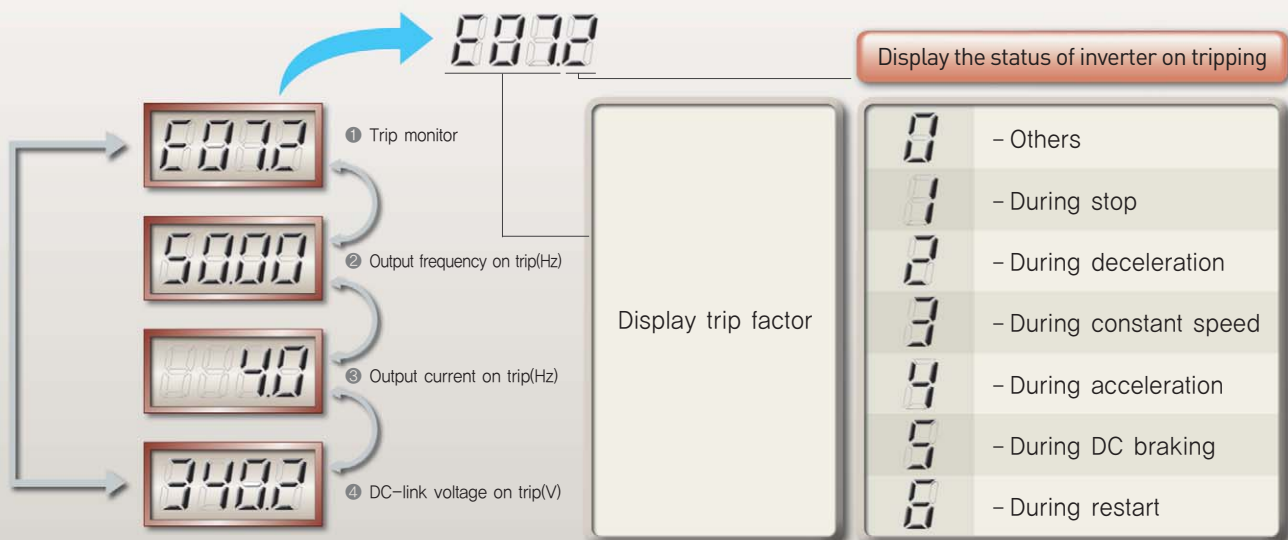 E07.2
Display the status of inverter on tripping
E07.2
❶ Trip monitor
50.00
❷ Output frequency on trip(Hz)
4.0
❸ Output current on trip(Hz)
340.2
❹ DC-link voltage on trip(V)
Display trip factor
0 - Others
1 - During stop
2 - During deceleration
3 - During constant speed
4 - During acceleration
5 - During DC braking
6 - During restart